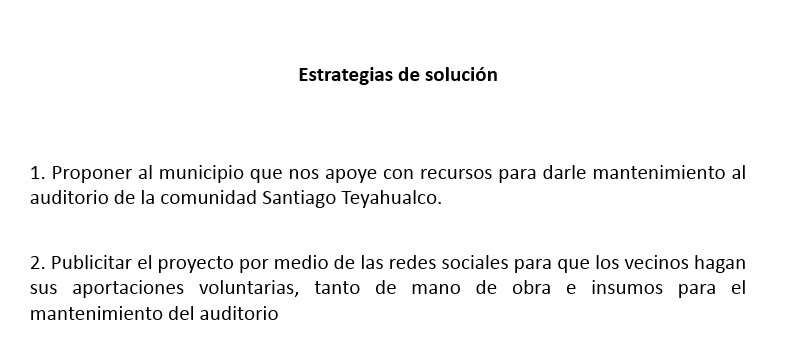 Estrategias de solución
1. Proponer al municipio que nos apoye con recursos para darle mantenimiento al
auditorio de la comunidad Santiago Teyahualco.
2. Publicitar el proyecto por medio de las redes sociales para que los vecinos hagan
sus aportaciones voluntarias, tanto de mano de obra e insumos para el
mantenimiento del auditorio